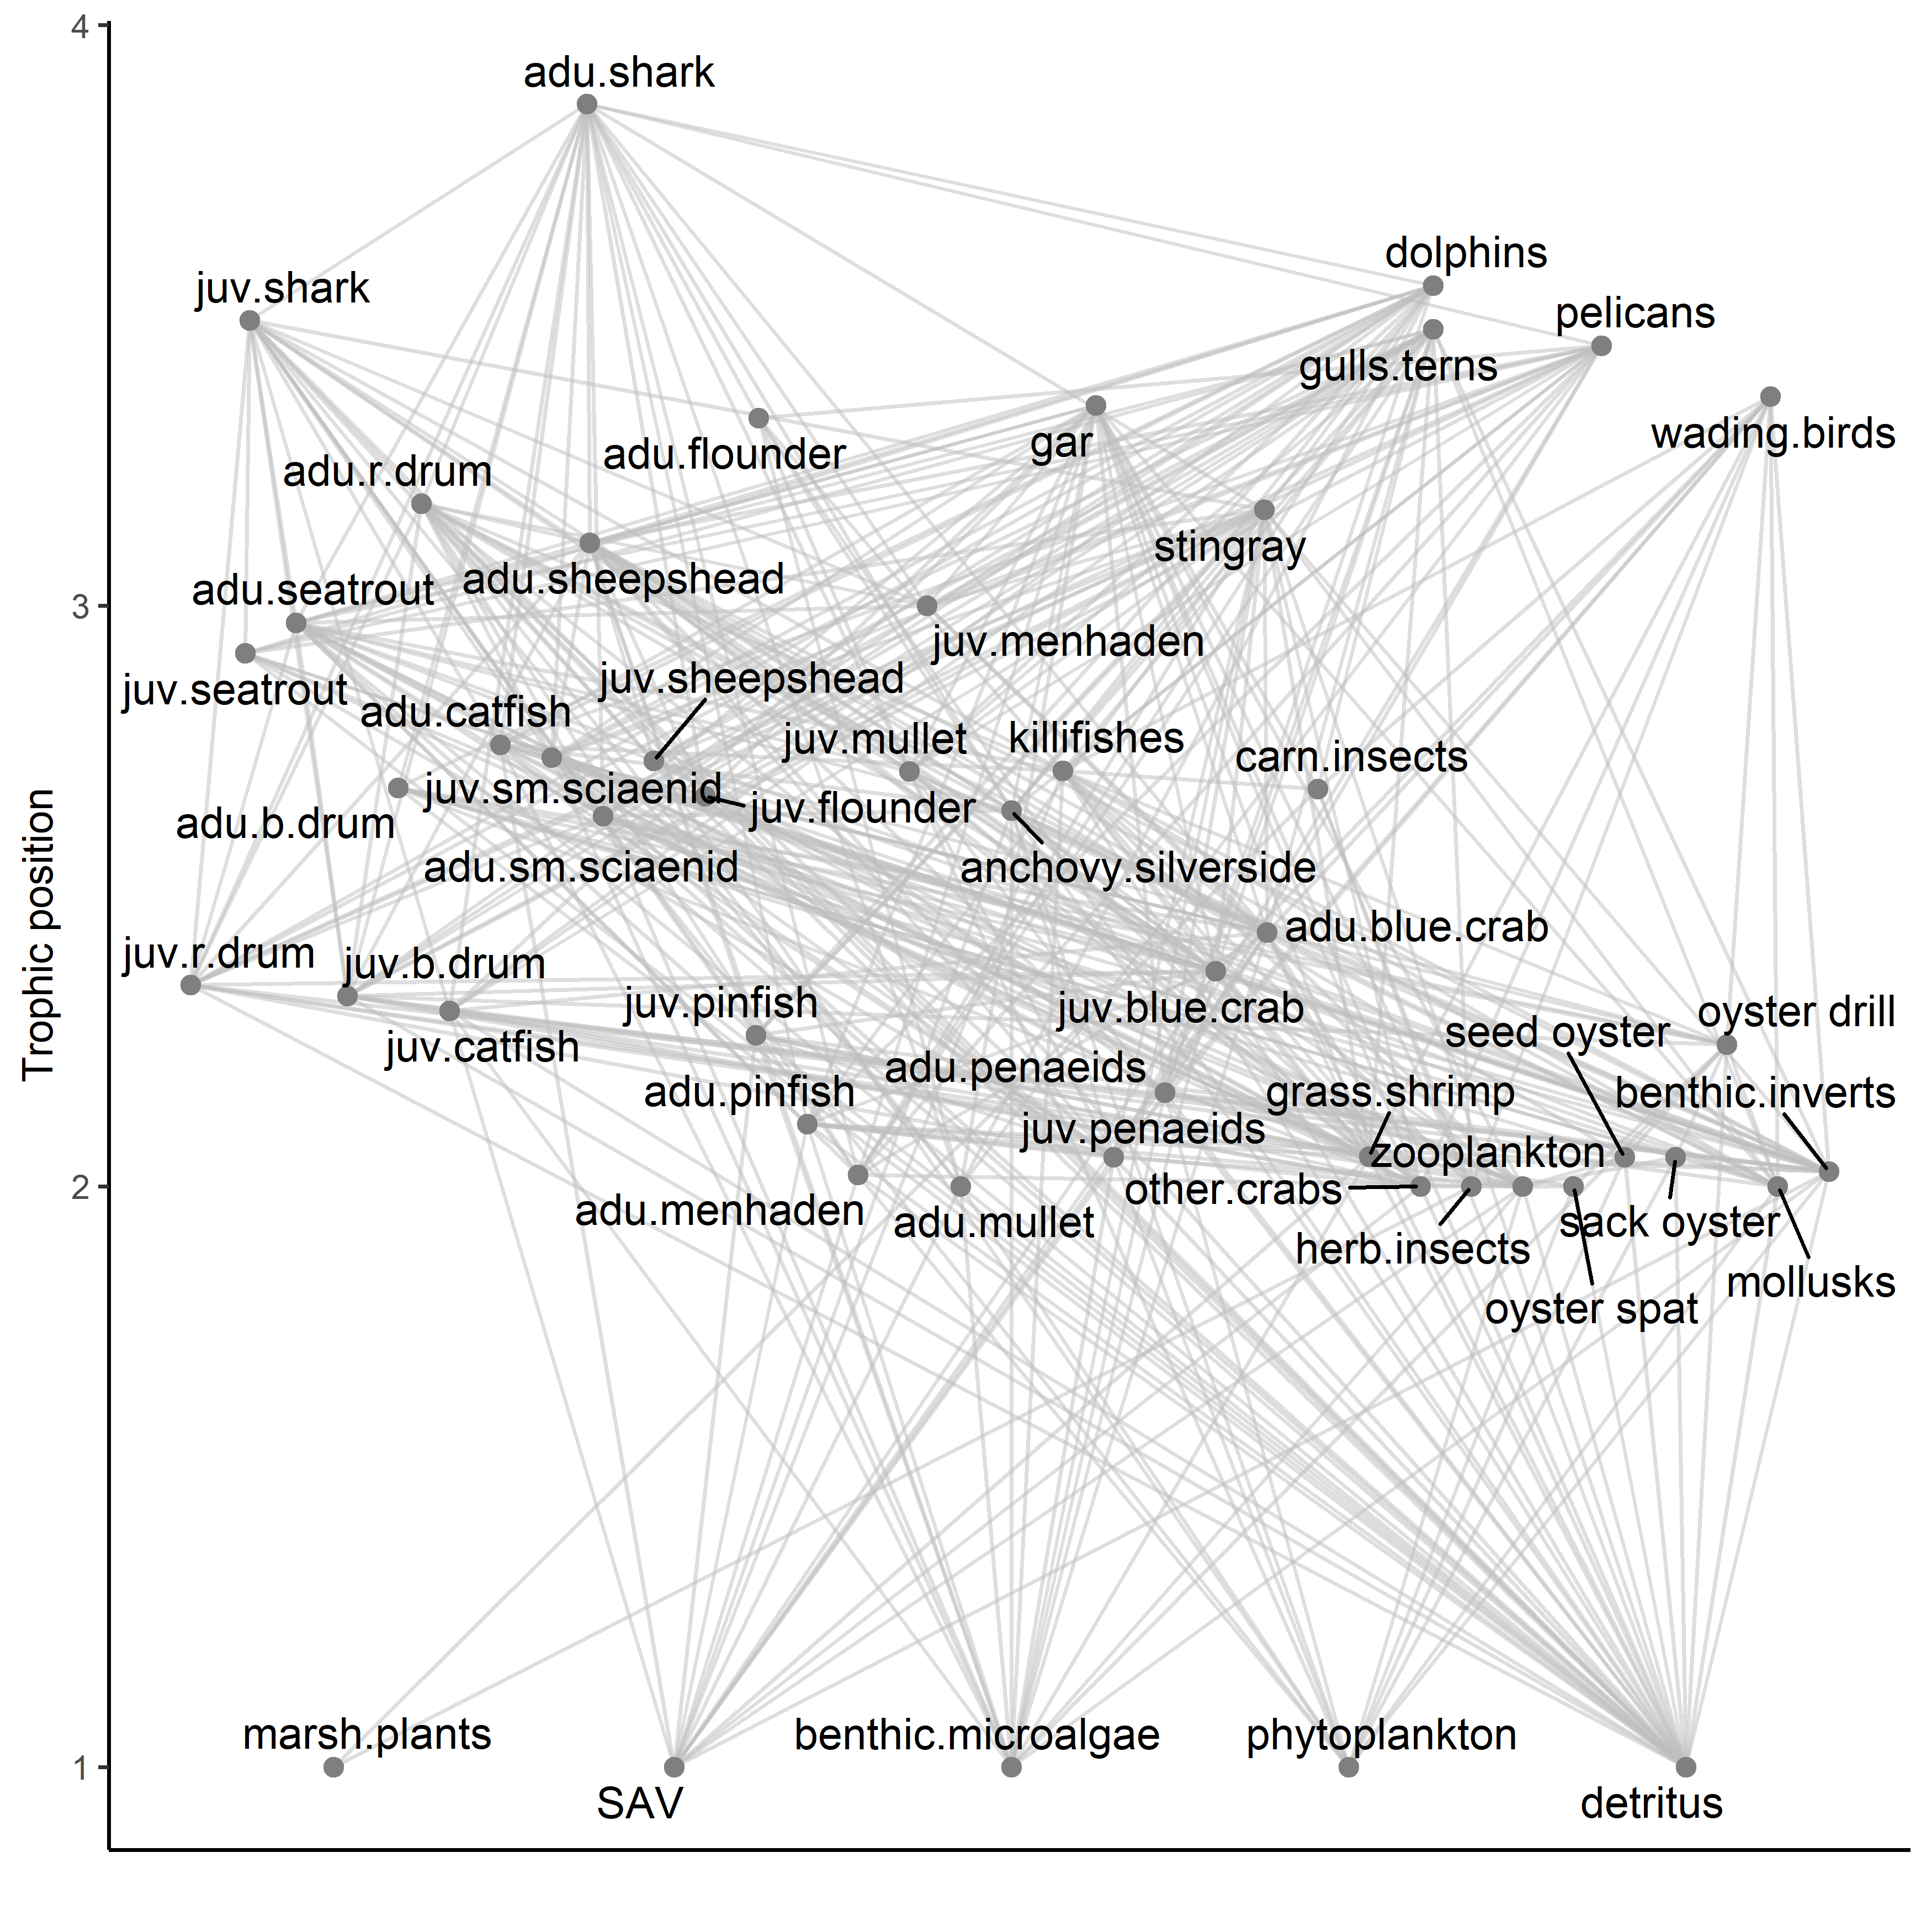 4
adu.shark
dolphins
juv.shark
pelicans
gulls.terns
wading.birds
adu.flounder
gar
adu.r.drum
stingray
adu.seatrout
adu.sheepshead
3
juv.menhaden
juv.sheepshead
juv.seatrout
adu.catfish
juv.mullet
killifishes
carn.insects
juv.sm.sciaenid
juv.flounder
adu.b.drum
adu.sm.sciaenid
anchovy.silverside
Trophic position
adu.blue.crab
juv.r.drum
juv.b.drum
juv.pinfish
juv.blue.crab
oyster drill
seed oyster
juv.catfish
adu.penaeids
adu.pinfish
grass.shrimp
benthic.inverts
juv.penaeids
zooplankton
2
other.crabs
adu.menhaden
adu.mullet
sack oyster
herb.insects
mollusks
oyster spat
marsh.plants
benthic.microalgae
phytoplankton
1
SAV
detritus